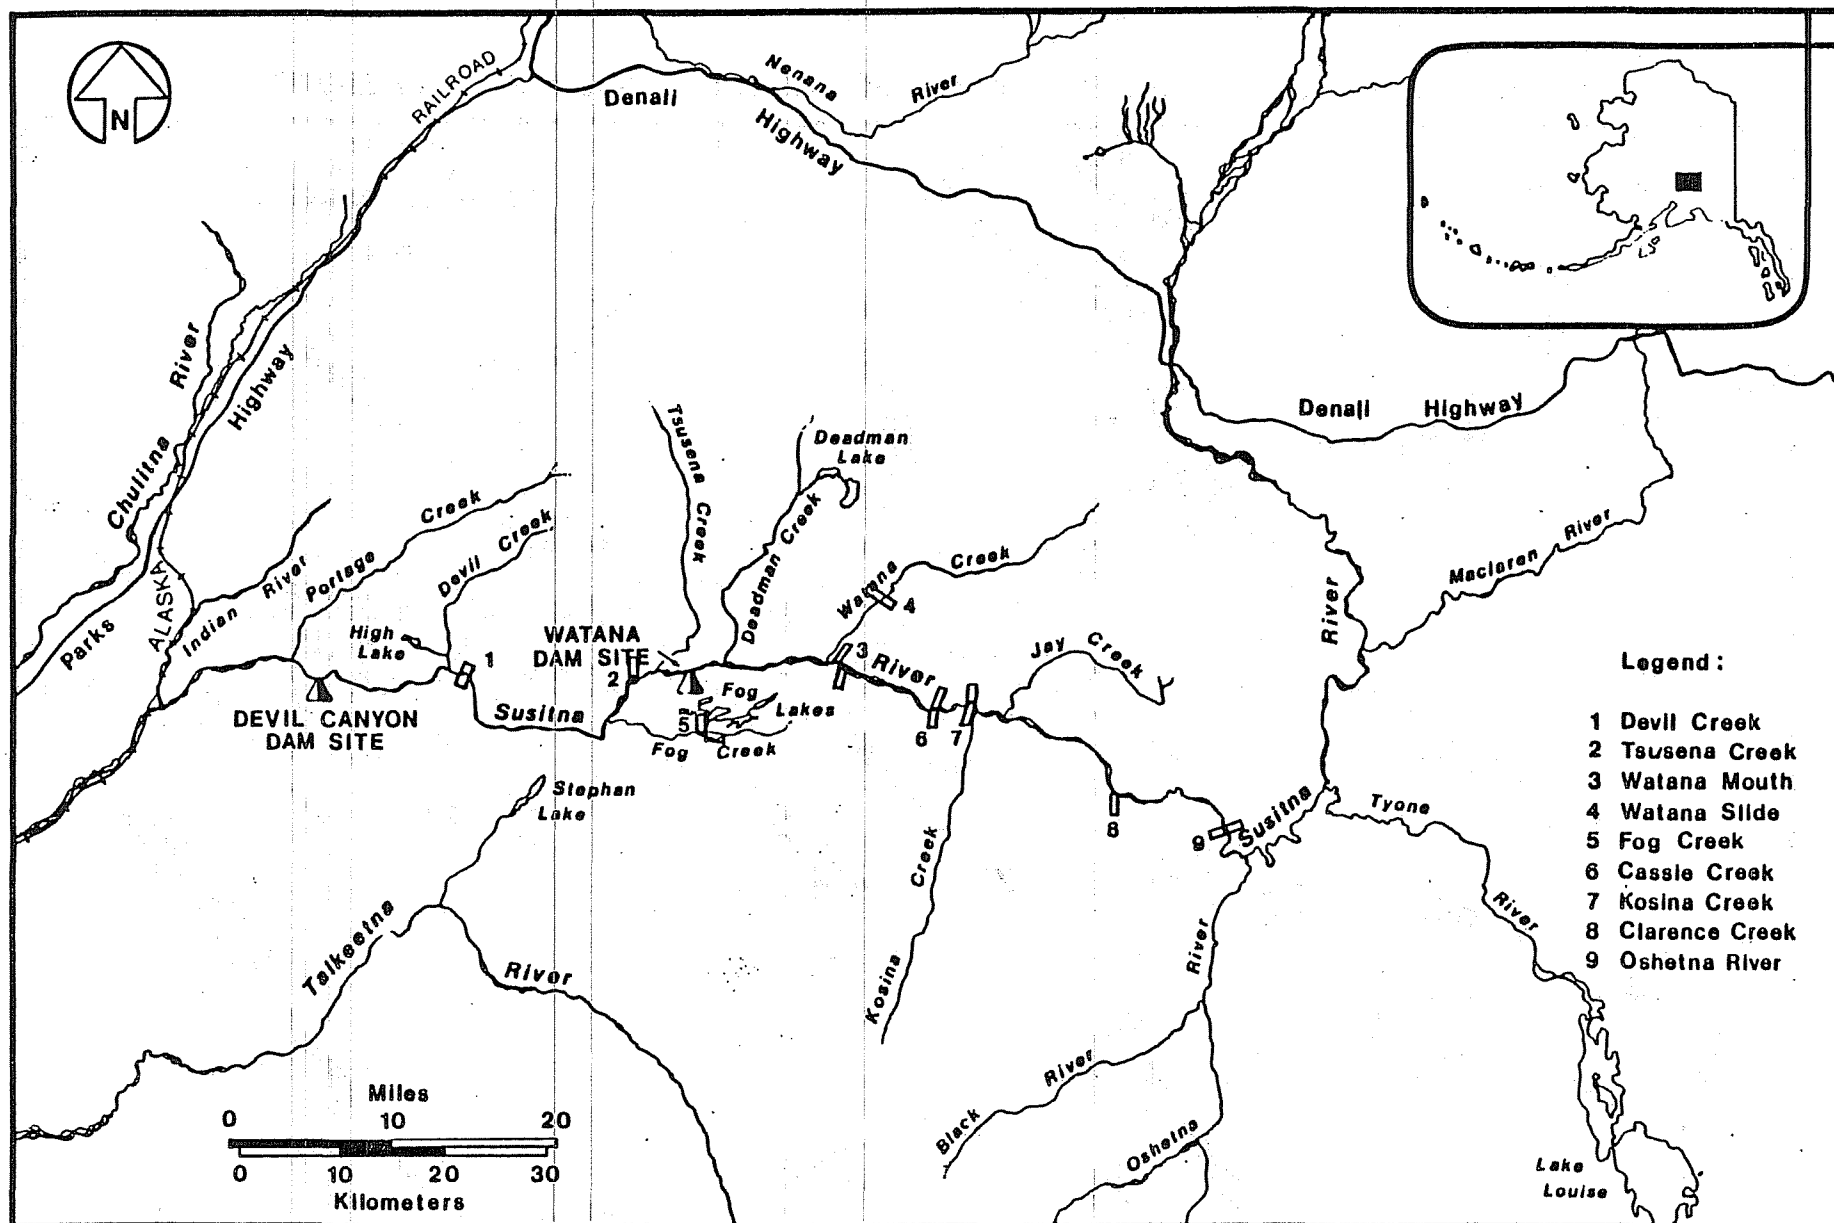 N
RAILROAD
Denali
Highway
Nenana
River
River
Highway
Chulitna
Denali Highway
Tsusena Creek
Deadman
Lake
Deadman Creek
Portage Creek
Devil Creek
Indian River
ALASKA
Parks
High
Lake
Watana Creek
4
Maclaren River
River
WATANA
DAM SITE
1
2
3
River
Jay Creek
Legend :
DEVIL CANYON
DAM SITE
Susitna
Fog
Lakes
5
Fog Creek
6 7
1 Devil Creek
2 Tsusena Creek
3 Watana Mouth
4 Watana Slide
5 Fog Creek
6 Cassie Creek
7 Kosina Creek
8 Clarence Creek
9 Oshetna River
Stephan
Lake
8
9
Susitna
Tyone
River
Kosina Creek
Talkeetna
River
River
Black River
Oshetna
Lake
Louise
Miles
0 10 20
0 10 20 30
Kilometers